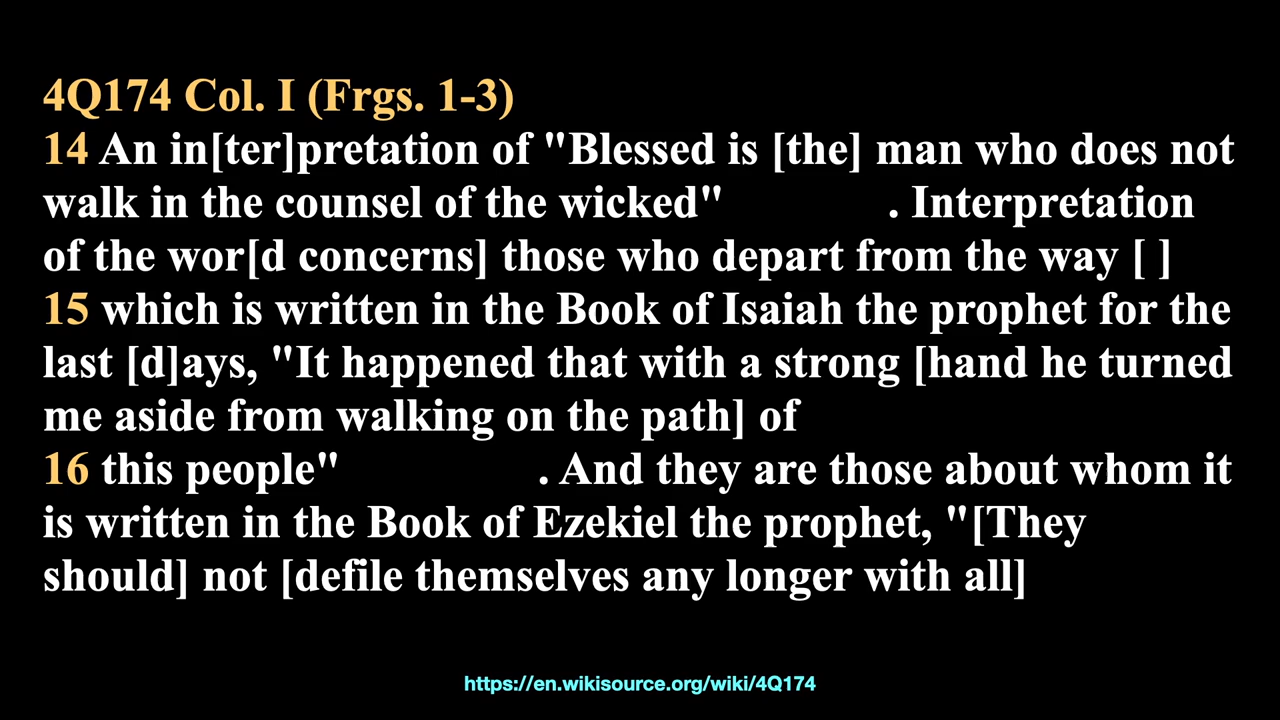 4Q174 Col. I (Frgs. 1-3)
14 An in[ter]pretation of "Blessed is [the] man who does not
walk in the counsel of the wicked" . Interpretation
of the wor[d concerns] those who depart from the way [ ]
15 which is written in the Book of Isaiah the prophet for the
last [d]ays, "It happened that with a strong [hand he turned
me aside from walking on the path] of
16 this people" . And they are those about whom it
is written in the Book of Ezekiel the prophet, "[They
should] not [defile themselves any longer with all]
https://en.wikisource.org/wiki/4Q174